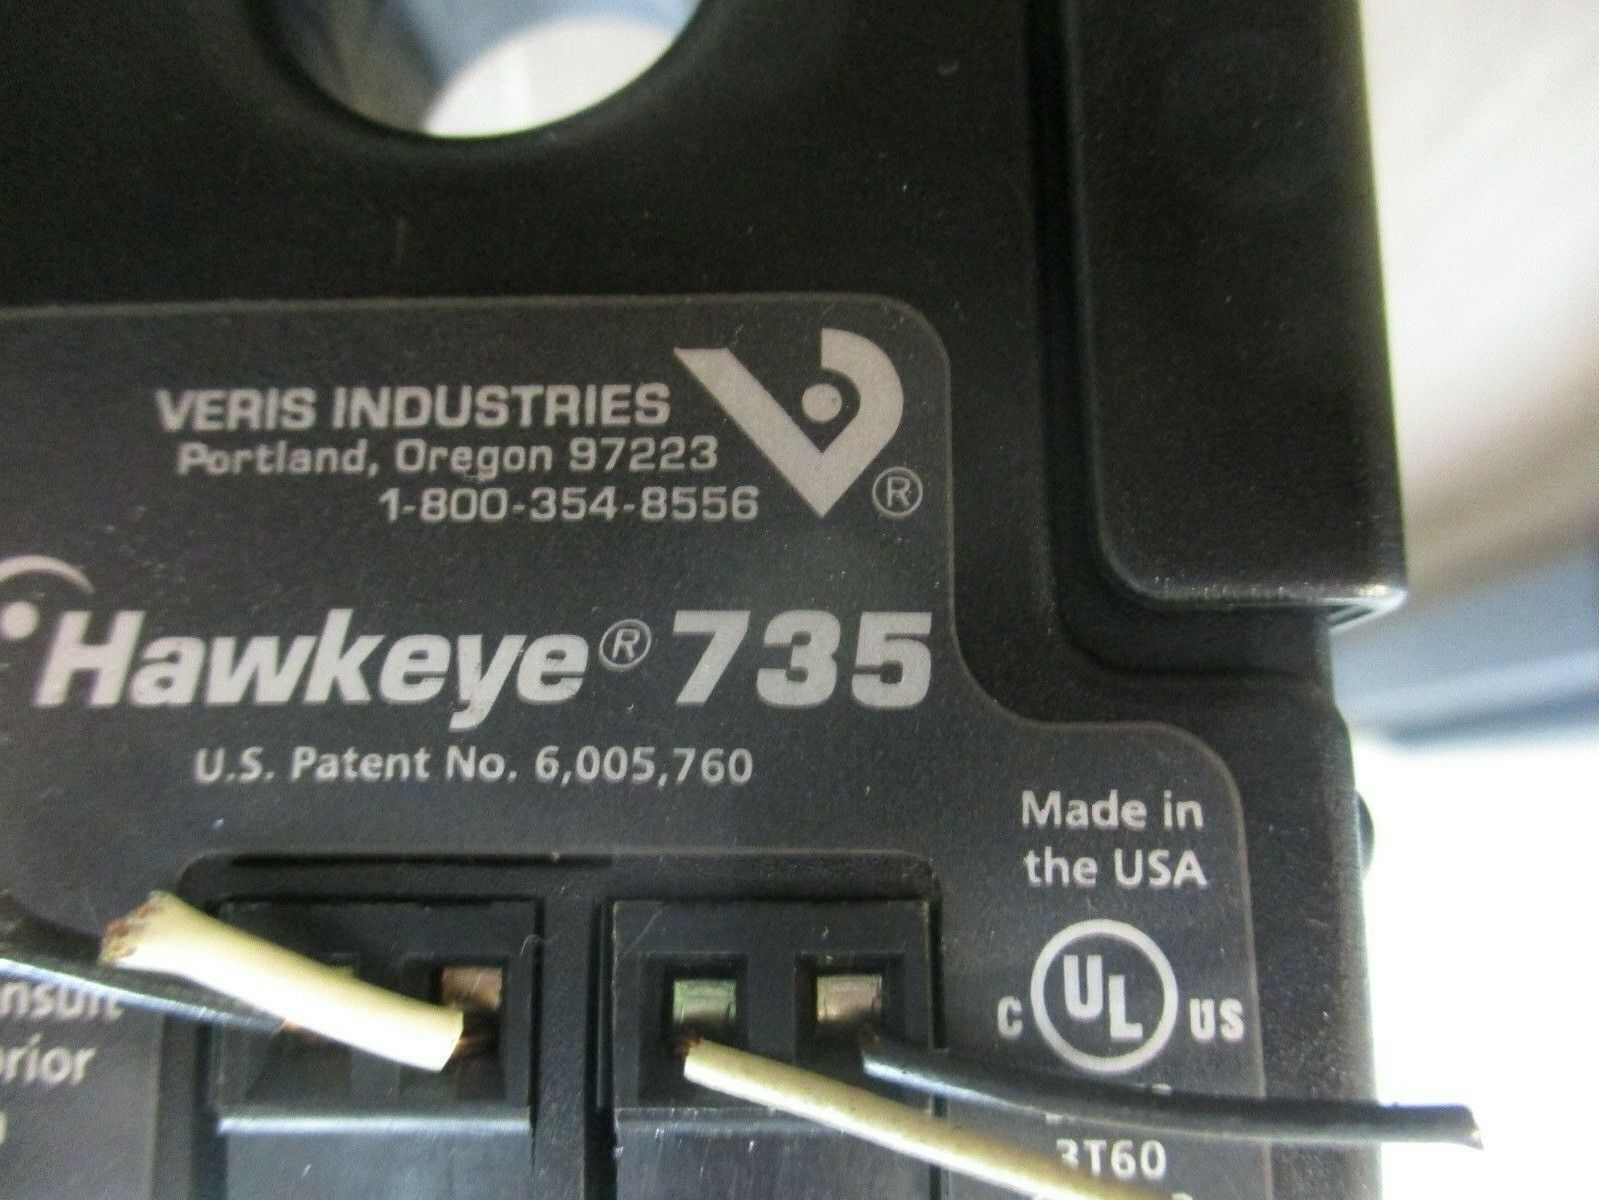 VERIS INDUSTRIES
Portland, Oregon 97223
1-800-354-8556
®
Hawkeye® 735
U.S. Patent No. 6,005,760
Made in
the USA
C UL US
3T60